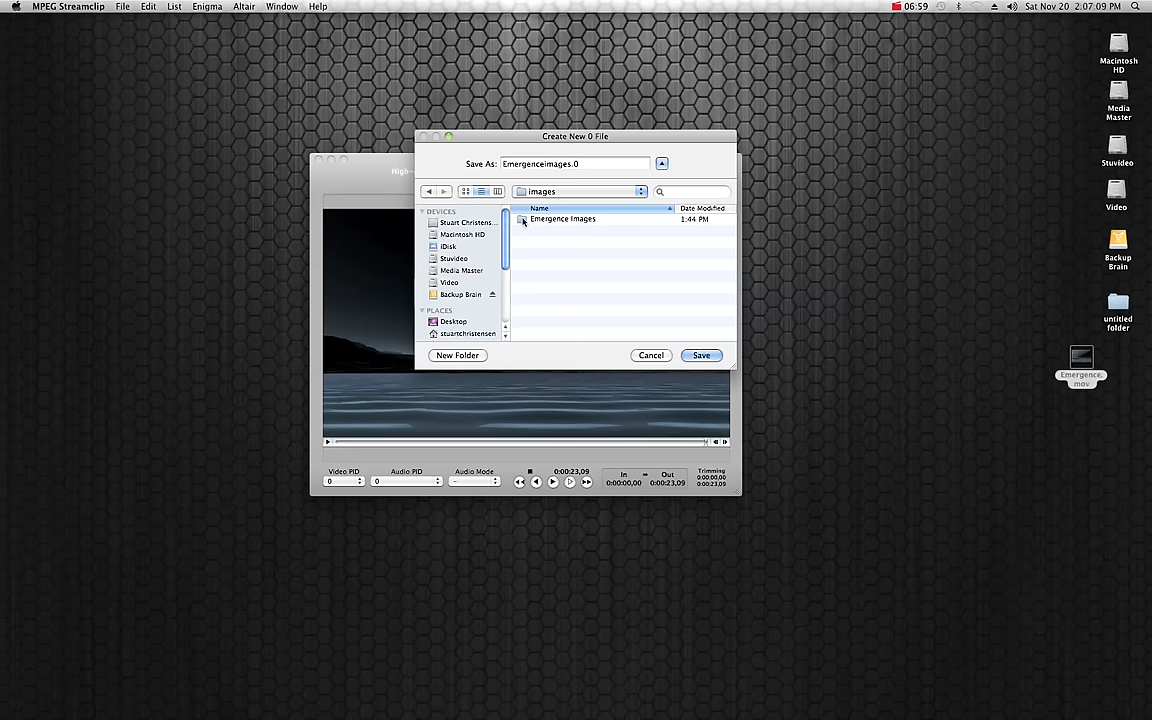 MPEG Streamclip File Edit List Enigma Altair Window Help 06:59 Sat Nov 20 2:07:09 PM
Macintosh HD
Media Master
Stuvideo
Video
Backup Brain
untitled folder
Emergence.mov
Create New 0 File
Save As: Emergenceimages.0
High-
images
DEVICES
Stuart Christens...
Macintosh HD
iDisk
Stuvideo
Media Master
Video
Backup Brain
PLACES
Desktop
stuartchristensen
Name Date Modified
Emergence Images 1:44 PM
New Folder Cancel Save
Video PID Audio PID Audio Mode 0:00:23,09 In Out Trimming
0 0 - 0:00:00,00 0:00:23,09 0:00:00,00
0:00:23,09